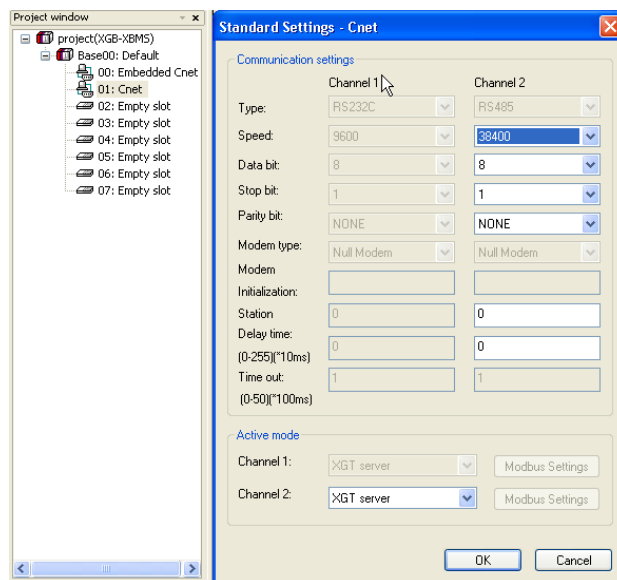 Project window
project(XGB-XBMS)
Base00: Default
00: Embedded Cnet
01: Cnet
02: Empty slot
03: Empty slot
04: Empty slot
05: Empty slot
06: Empty slot
07: Empty slot
Standard Settings - Cnet
Communication settings
Channel 1 Channel 2
Type: RS232C RS485
Speed: 9600 38400
Data bit: 8 8
Stop bit: 1 1
Parity bit: NONE NONE
Modem type: Null Modem Null Modem
Modem
Initialization:
Station 0 0
Delay time: 0 0
(0-255)(*10ms)
Time out: 1 1
(0-50)(*100ms)
Active mode
Channel 1: XGT server Modbus Settings
Channel 2: XGT server Modbus Settings
OK Cancel